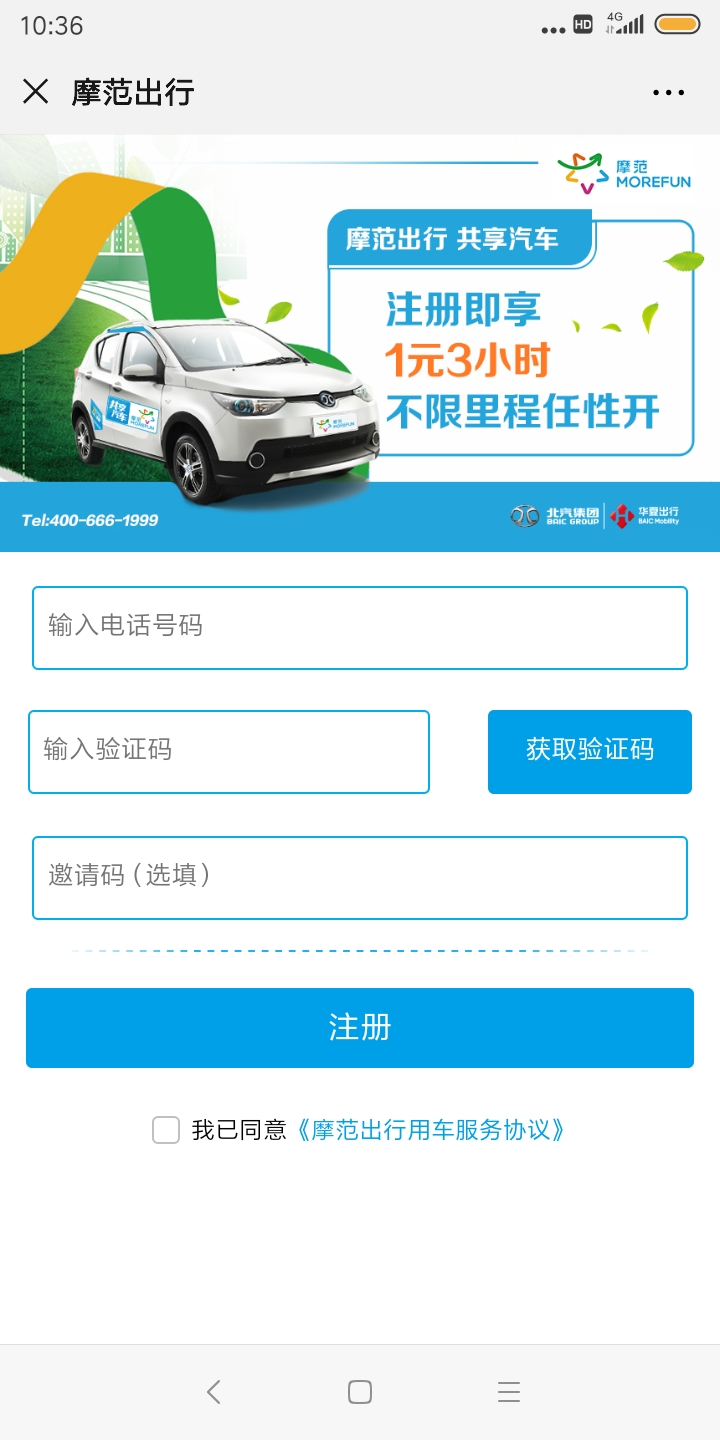 10:36
HD
4G
摩范出行
摩范
MOREFUN
摩范出行 共享汽车
注册即享
1元3小时
不限里程任性开
共享
汽车
摩范
MOREFUN
摩范
MOREFUN
Tel:400-666-1999
北汽集团
BAIC GROUP
华夏出行
BAIC Mobility
输入电话号码
输入验证码
获取验证码
邀请码(选填)
注册
我已同意《摩范出行用车服务协议》